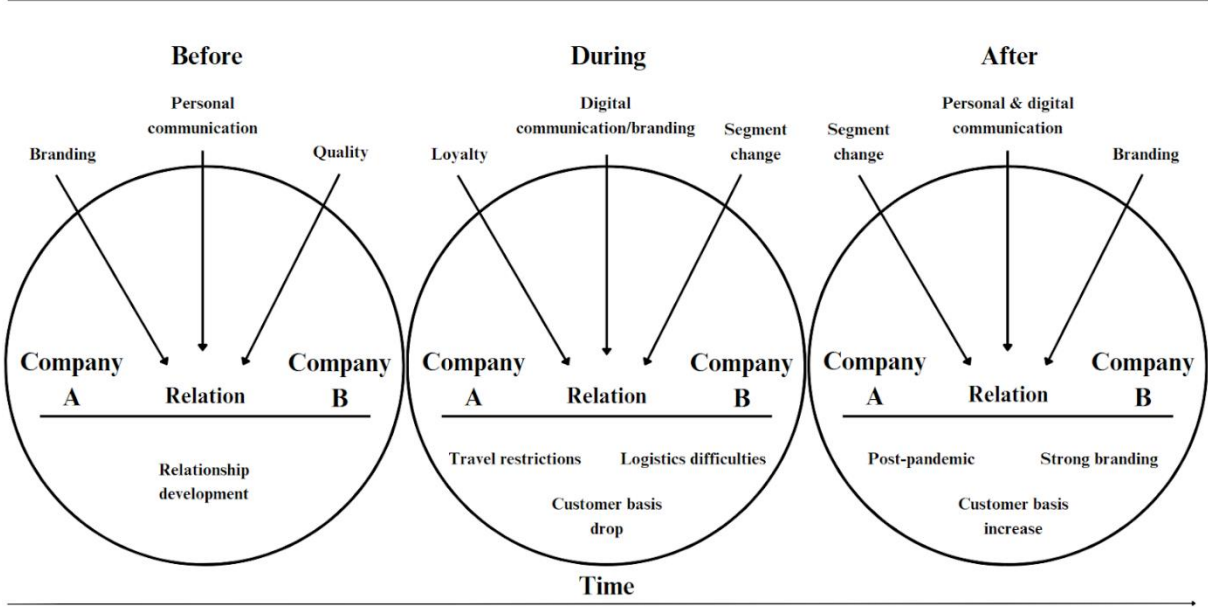 Before
Personal
communication
Branding
Quality
Company
A
Relation
Company
B
Relationship
development
During
Digital
communication/branding
Loyalty
Segment
change
Company
A
Relation
Company
B
Travel restrictions
Logistics difficulties
Customer basis
drop
After
Personal & digital
communication
Segment
change
Branding
Company
A
Relation
Company
B
Post-pandemic
Strong branding
Customer basis
increase
Time